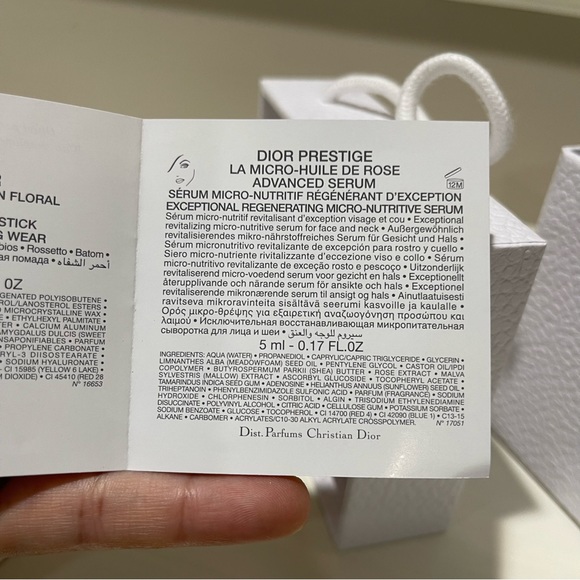 N FLORAL
STICK
G WEAR
bios • Rossetto • Batom •
ая помада • أحمر الشفاه
OZ
GENATED POLYISOBUTENE •
ROL/LANOSTEROL ESTERS •
MICROCRYSTALLINE WAX
• ETHYLHEXYL PALMITATE •
TTER • CALCIUM ALUMINUM
AMYGDALUS DULCIS (SWEET
NSAPONIFIABLES • PARFUM
• PROPYLENE CARBONATE •
RYL-3 DIISOSTEARATE •
• SODIUM HYALURONATE •
• CI 15985 (YELLOW 6 LAKE)
M DIOXIDE) • CI 45410 (RED 28
N° 16653
DIOR PRESTIGE
LA MICRO-HUILE DE ROSE
ADVANCED SERUM
12M
SÉRUM MICRO-NUTRITIF RÉGÉNÉRANT D'EXCEPTION
EXCEPTIONAL REGENERATING MICRO-NUTRITIVE SERUM
Sérum micro-nutritif revitalisant d'exception visage et cou • Exceptional
revitalizing micro-nutritive serum for face and neck • Außergewöhnlich
revitalisierendes mikro-nährstoffreiches Serum für Gesicht und Hals •
Sérum micronutritivo revitalizante de excepción para rostro y cuello •
Siero micro-nutriente rivitalizzante d'eccezione viso e collo • Sérum
micro-nutritivo revitalizante de exceção rosto e pescoço • Uitzonderlijk
revitaliserend micro-voedend serum voor gezicht en hals • Exceptionellt
återupplivande och närande serum för ansikte och hals • Exceptionel
revitaliserende mikronærende serum til ansigt og hals • Ainutlaatuisesti
ravitseva mikroravinteita sisältävä seerumi kasvoille ja kaulalle •
Ορός μικρο-θρέψης για εξαιρετική αναζωογόνηση προσώπου και
λαιμού • Исключительная восстанавливающая микропитательная
сыворотка для лица и шеи • سيروم للوجه والعنق
5 ml - 0.17 FL.OZ
INGREDIENTS: AQUA (WATER) • PROPANEDIOL • CAPRYLIC/CAPRIC TRIGLYCERIDE • GLYCERIN •
LIMNANTHES ALBA (MEADOWFOAM) SEED OIL • PENTYLENE GLYCOL • CASTOR OIL/IPDI
COPOLYMER • BUTYROSPERMUM PARKII (SHEA) BUTTER • ROSE EXTRACT • MALVA
SYLVESTRIS (MALLOW) EXTRACT • ASCORBYL GLUCOSIDE • TOCOPHERYL ACETATE •
TAMARINDUS INDICA SEED GUM • ADENOSINE • HELIANTHUS ANNUUS (SUNFLOWER) SEED OIL •
TRIHEPTANOIN • PHENYLBENZIMIDAZOLE SULFONIC ACID • PARFUM (FRAGRANCE) • SODIUM
HYDROXIDE • CHLORPHENESIN • SORBITOL • ALGIN • TRISODIUM ETHYLENEDIAMINE
DISUCCINATE • POLYVINYL ALCOHOL • CITRIC ACID • CELLULOSE GUM • POTASSIUM SORBATE •
SODIUM BENZOATE • GLUCOSE • TOCOPHEROL • CI 14700 (RED 4) • CI 42090 (BLUE 1) • C13-15
ALKANE • CARBOMER • ACRYLATES/C10-30 ALKYL ACRYLATE CROSSPOLYMER.
N° 17051
Dist. Parfums Christian Dior